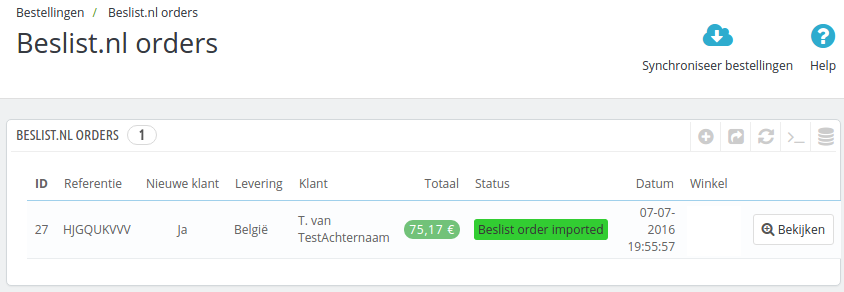 Bestellingen / Beslist.nl orders
Beslist.nl orders
Synchroniseer bestellingen Help
BESLIST.NL ORDERS 1
ID Referentie Nieuwe klant Levering Klant Totaal Status Datum Winkel
27 HJGQUKVVV Ja België T. van TestAchternaam 75,17 € Beslist order imported 07-07-2016 19:55:57 Bekijken